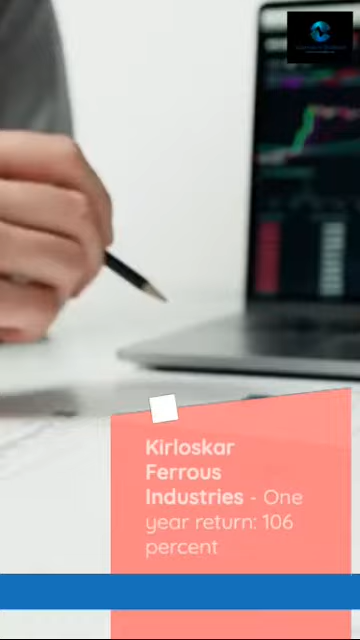 Kirloskar
Ferrous
Industries - One
year return: 106
percent